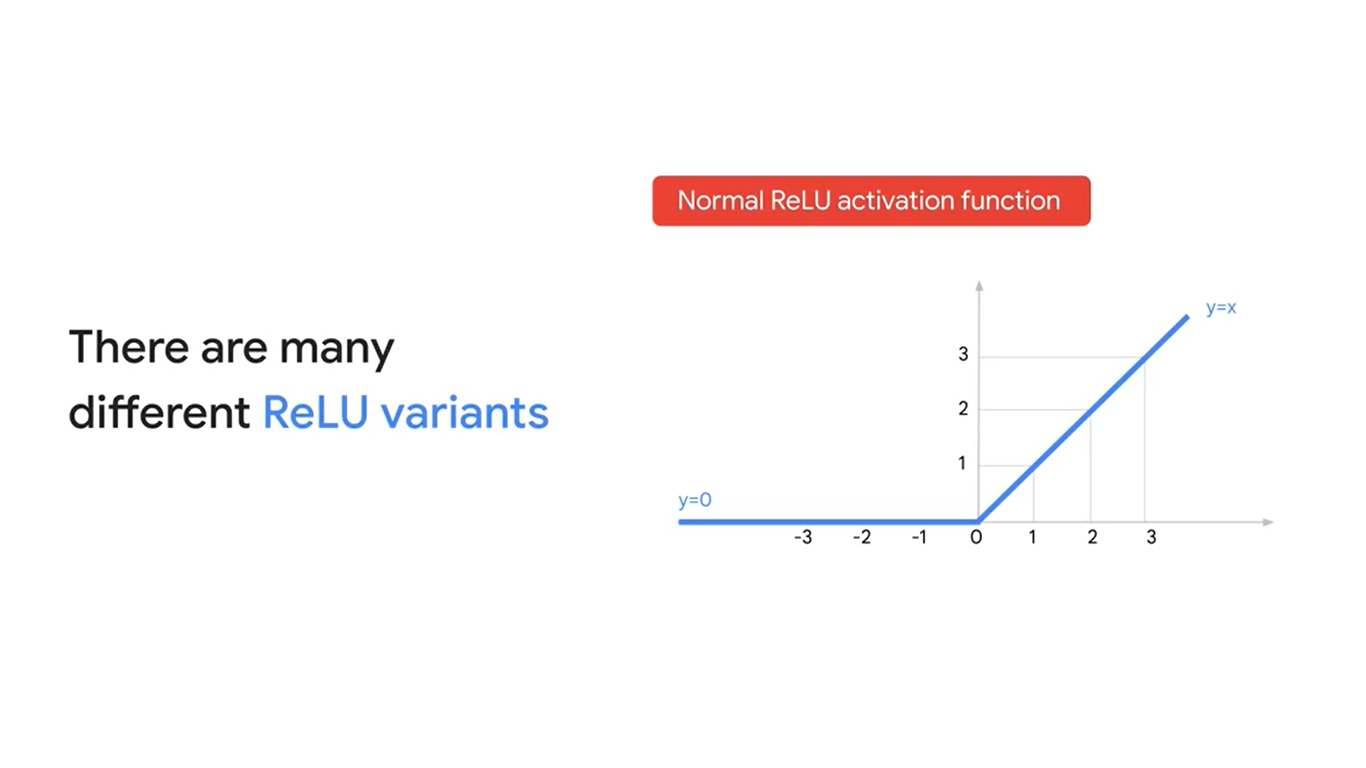 There are many
different ReLU variants
Normal ReLU activation function
y=x
3
2
1
y=0
-3 -2 -1 0 1 2 3